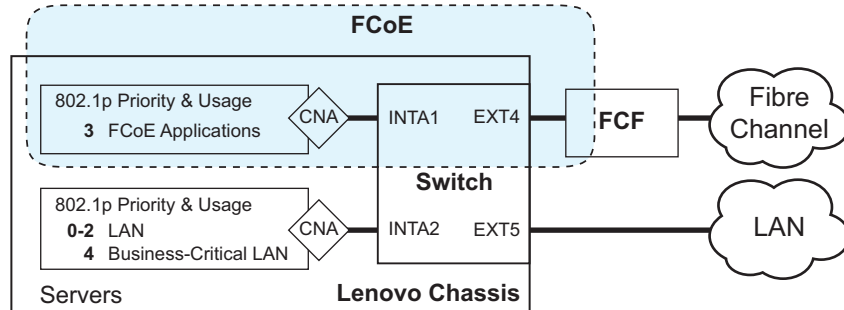 FCoE
802.1p Priority & Usage
3 FCoE Applications
CNA
INTA1
EXT4
FCF
Fibre
Channel
Switch
802.1p Priority & Usage
0-2 LAN
4 Business-Critical LAN
CNA
INTA2
EXT5
LAN
Servers
Lenovo Chassis